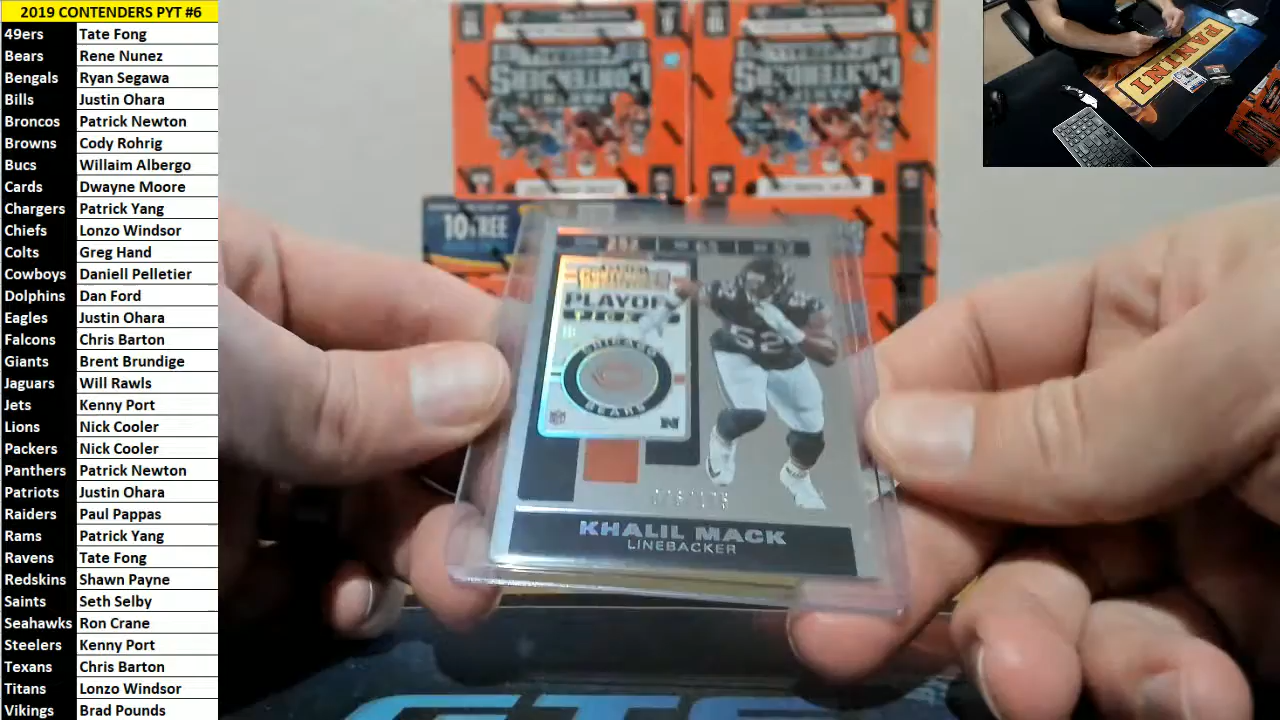 2019 CONTENDERS PYT #6
49ers Tate Fong
Bears Rene Nunez
Bengals Ryan Segawa
Bills Justin Ohara
Broncos Patrick Newton
Browns Cody Rohrig
Bucs Willaim Albergo
Cards Dwayne Moore
Chargers Patrick Yang
Chiefs Lonzo Windsor
Colts Greg Hand
Cowboys Daniell Pelletier
Dolphins Dan Ford
Eagles Justin Ohara
Falcons Chris Barton
Giants Brent Brundige
Jaguars Will Rawls
Jets Kenny Port
Lions Nick Cooler
Packers Nick Cooler
Panthers Patrick Newton
Patriots Justin Ohara
Raiders Paul Pappas
Rams Patrick Yang
Ravens Tate Fong
Redskins Shawn Payne
Saints Seth Selby
Seahawks Ron Crane
Steelers Kenny Port
Texans Chris Barton
Titans Lonzo Windsor
Vikings Brad Pounds
PANINI
CONTENDERS
CONTENDERS
CHICAGO
BEARS
52
KHALIL MACK
LINEBACKER